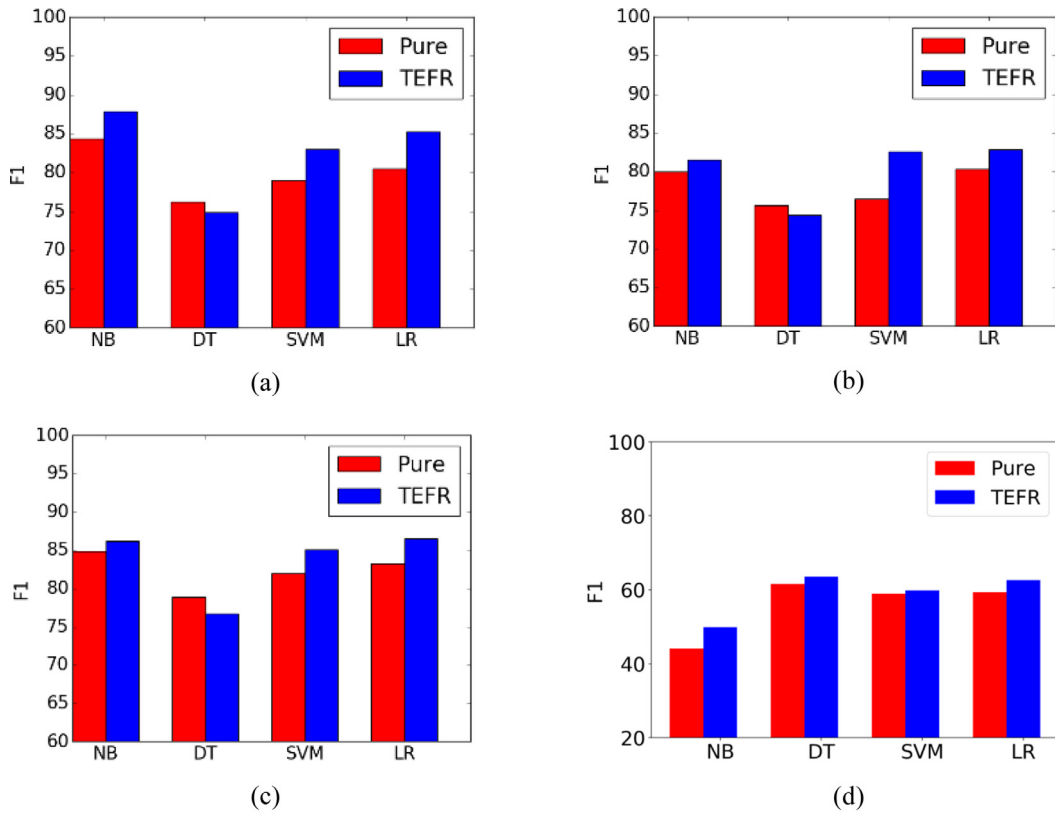 100
95
90
85
80
75
70
65
60
F1
Pure
TEFR
NB DT SVM LR
(a)
100
95
90
85
80
75
70
65
60
F1
Pure
TEFR
NB DT SVM LR
(b)
100
95
90
85
80
75
70
65
60
F1
Pure
TEFR
NB DT SVM LR
(c)
100
80
60
40
20
F1
Pure
TEFR
NB DT SVM LR
(d)